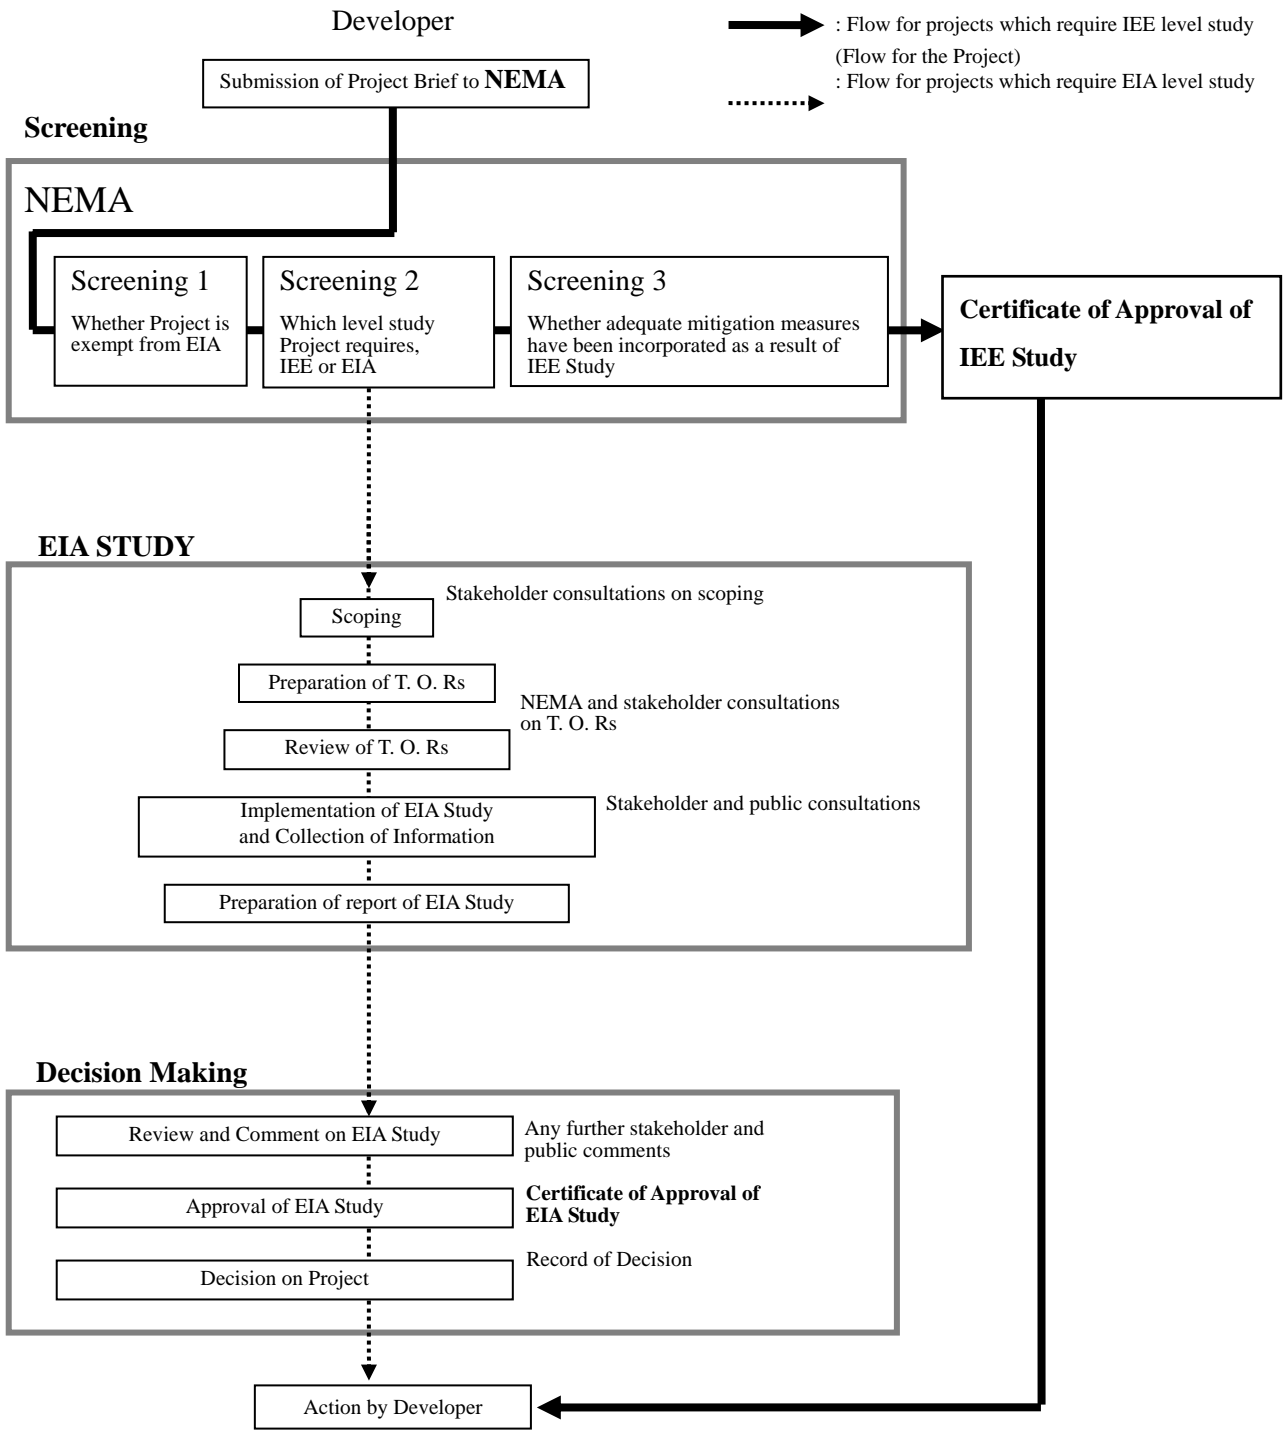 Developer
: Flow for projects which require IEE level study
(Flow for the Project)
: Flow for projects which require EIA level study
Submission of Project Brief to NEMA
Screening
NEMA
Screening 1
Whether Project is
exempt from EIA
Screening 2
Which level study
Project requires,
IEE or EIA
Screening 3
Whether adequate mitigation measures
have been incorporated as a result of
IEE Study
Certificate of Approval of
IEE Study
EIA STUDY
Stakeholder consultations on scoping
Scoping
Preparation of T. O. Rs
NEMA and stakeholder consultations
on T. O. Rs
Review of T. O. Rs
Implementation of EIA Study
and Collection of Information
Stakeholder and public consultations
Preparation of report of EIA Study
Decision Making
Review and Comment on EIA Study
Any further stakeholder and
public comments
Approval of EIA Study
Certificate of Approval of
EIA Study
Decision on Project
Record of Decision
Action by Developer